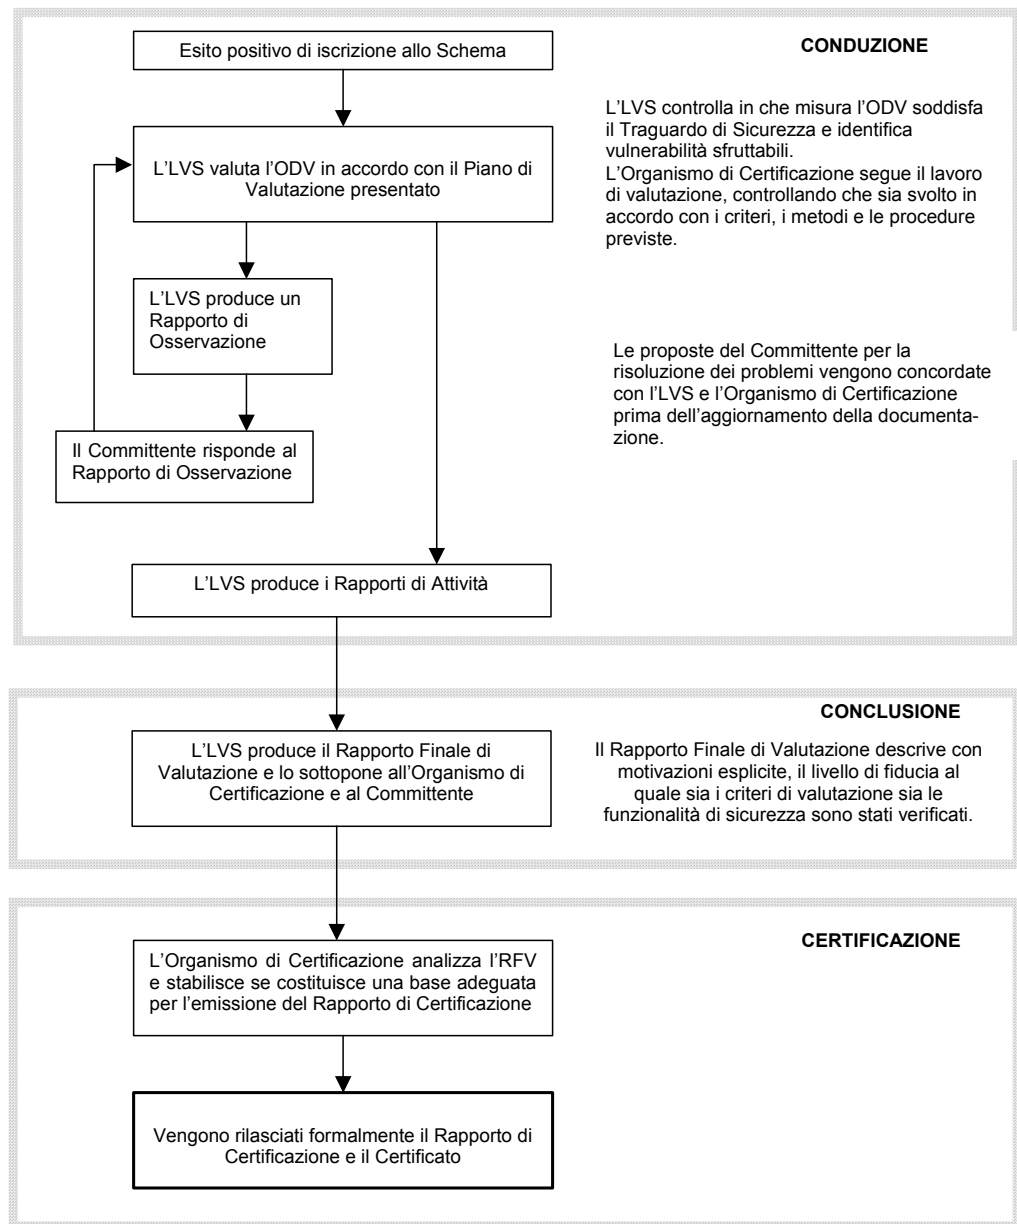 Esito positivo di iscrizione allo Schema
CONDUZIONE
L'LVS controlla in che misura l'ODV soddisfa
il Traguardo di Sicurezza e identifica
vulnerabilità sfruttabili.
L'Organismo di Certificazione segue il lavoro
di valutazione, controllando che sia svolto in
accordo con i criteri, i metodi e le procedure
previste.
L'LVS valuta l'ODV in accordo con il Piano di
Valutazione presentato
L'LVS produce un
Rapporto di
Osservazione
Le proposte del Committente per la
risoluzione dei problemi vengono concordate
con l'LVS e l'Organismo di Certificazione
prima dell'aggiornamento della documenta-
zione.
Il Committente risponde al
Rapporto di Osservazione
L'LVS produce i Rapporti di Attività
CONCLUSIONE
L'LVS produce il Rapporto Finale di
Valutazione e lo sottopone all'Organismo di
Certificazione e al Committente
Il Rapporto Finale di Valutazione descrive con
motivazioni esplicite, il livello di fiducia al
quale sia i criteri di valutazione sia le
funzionalità di sicurezza sono stati verificati.
CERTIFICAZIONE
L'Organismo di Certificazione analizza l'RFV
e stabilisce se costituisce una base adeguata
per l'emissione del Rapporto di Certificazione
Vengono rilasciati formalmente il Rapporto di
Certificazione e il Certificato